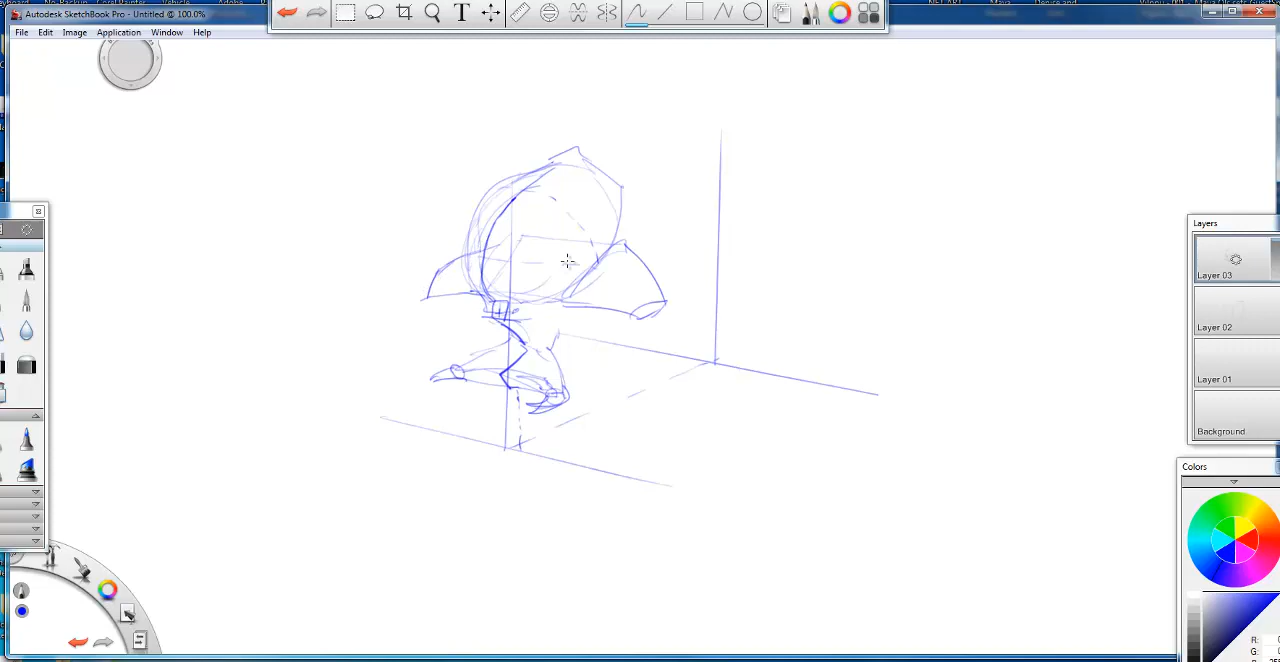 Autodesk SketchBook Pro - Untitled @ 100.0%
File Edit Image Application Window Help
T
Layers
Layer 03
Layer 02
Layer 01
Background
Colors
R:
G: